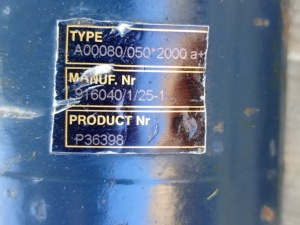 TYPE
A00080/050*2000 a+
MANUF. Nr
916040/1/25-1
PRODUCT Nr
P36398